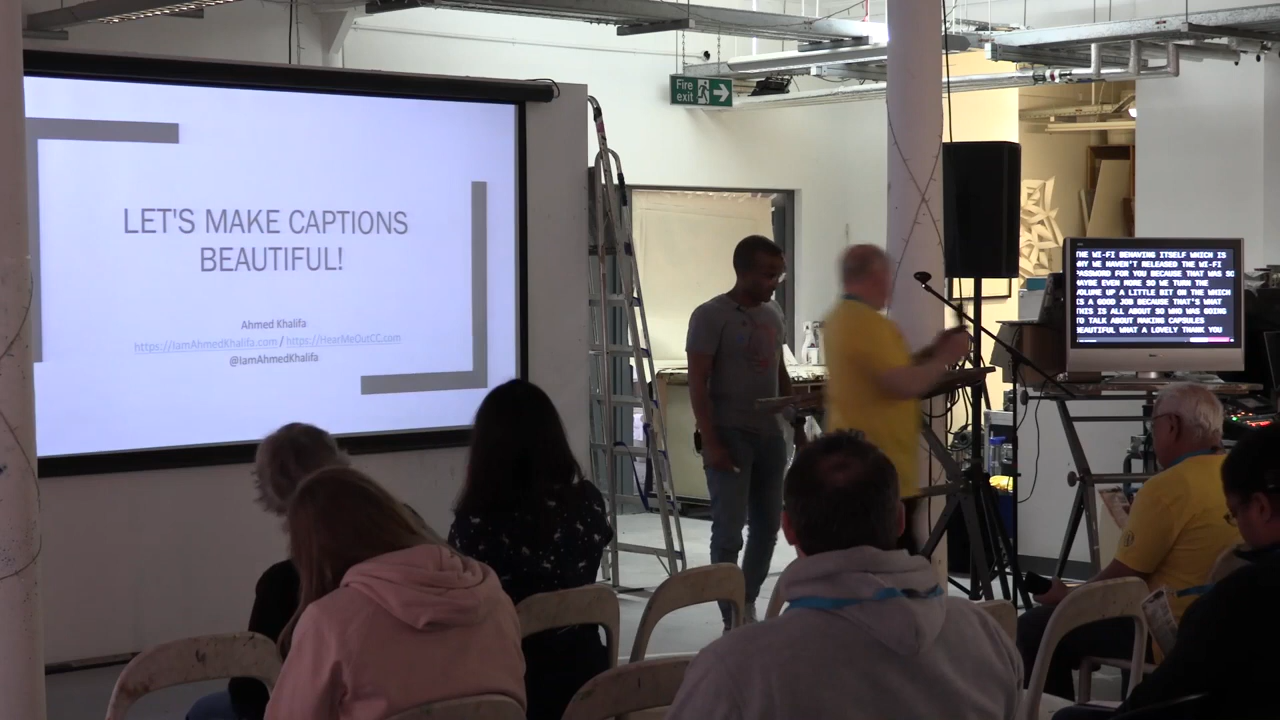 LET'S MAKE CAPTIONS
BEAUTIFUL!
Ahmed Khalifa
https://IamAhmedKhalifa.com / https://HearMeOutCC.com
@IamAhmedKhalifa
Fire
exit
THE WI-FI BEHAVING ITSELF WHICH IS
WHY WE HAVEN'T RELEASED THE WI-FI
PASSWORD FOR YOU BECAUSE THAT WAS SO
MAYBE EVEN MORE SO WE TURN THE
VOLUME UP A LITTLE BIT ON THE WHICH
IS A GOOD JOB BECAUSE THAT'S WHAT
THIS IS ALL ABOUT SO WHO WAS GOING
TO TALK ABOUT MAKING CAPSULES
BEAUTIFUL WHAT A LOVELY THANK YOU